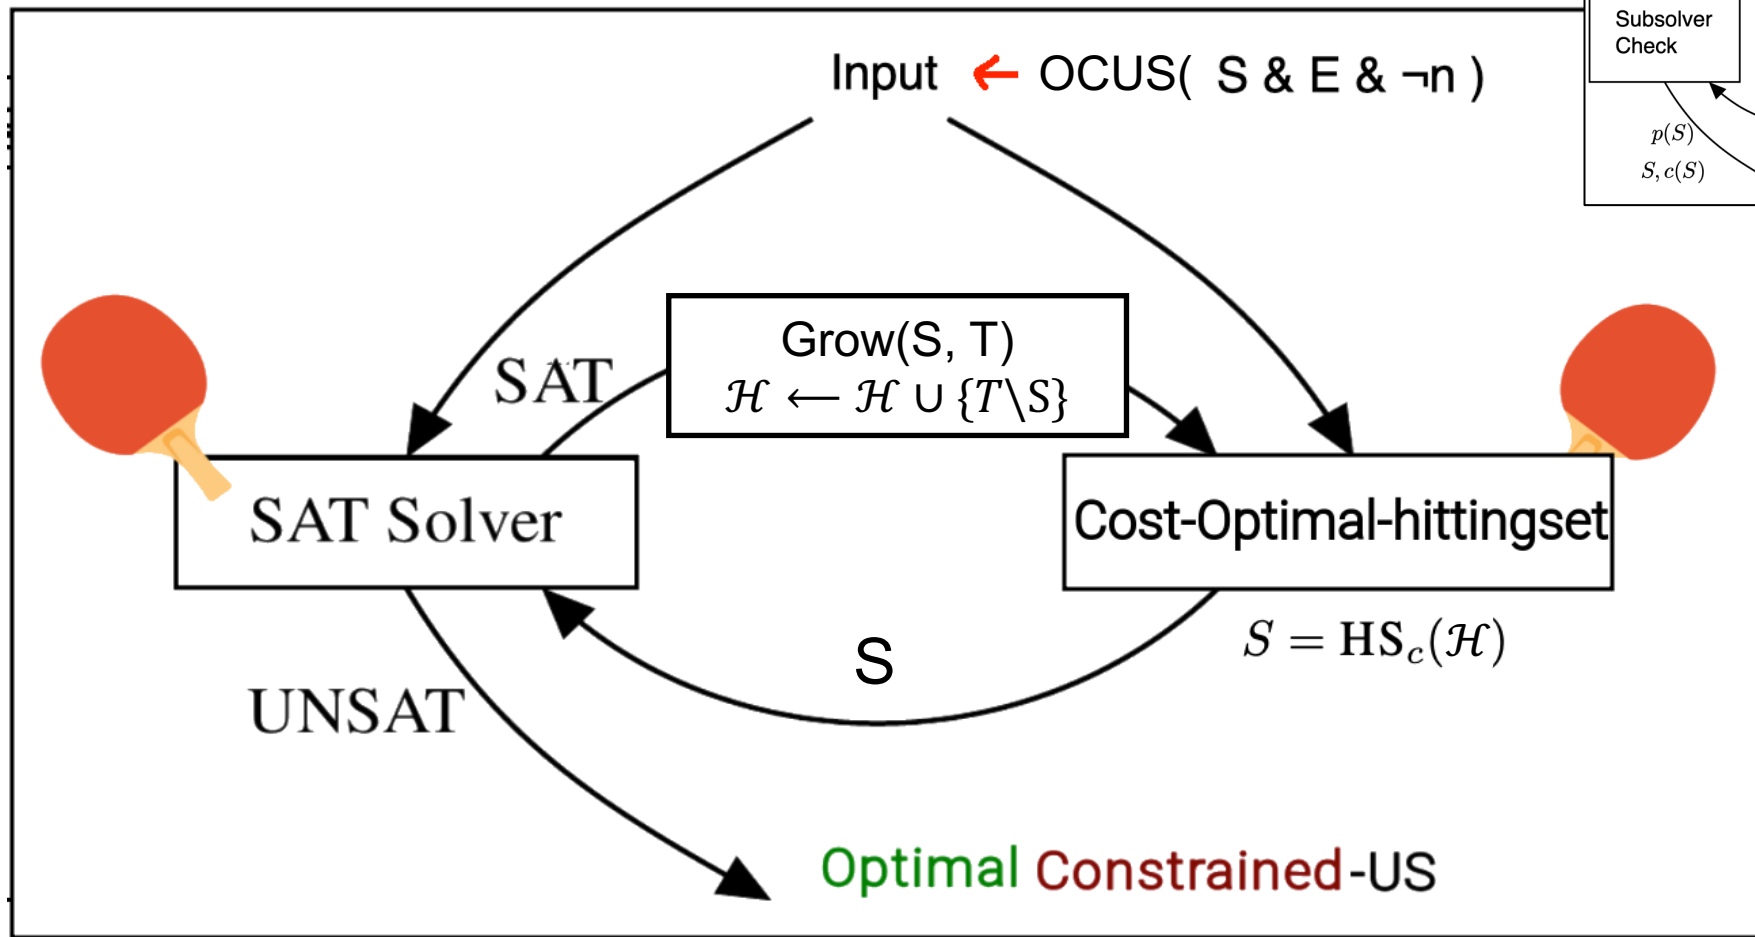 Subsolver
Check
Input ← OCUS( S & E & ¬n )
p(S)
S, c(S)
Grow(S, T)
ℋ ⟵ ℋ ∪ {T\S}
SAT
SAT Solver
Cost-Optimal-hittingset
S = HS_c(ℋ)
S
UNSAT
Optimal Constrained-US